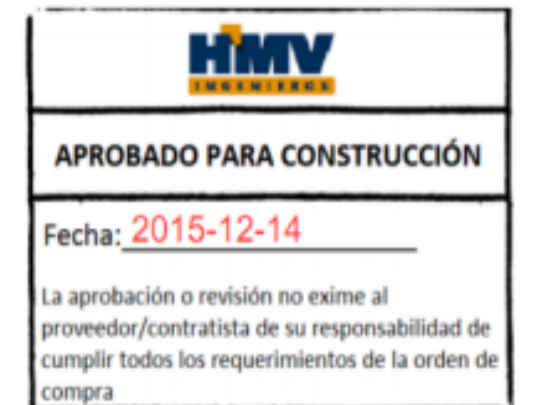 HMV
INGENIEROS
APROBADO PARA CONSTRUCCIÓN
Fecha: 2015-12-14
La aprobación o revisión no exime al
proveedor/contratista de su responsabilidad de
cumplir todos los requerimientos de la orden de
compra